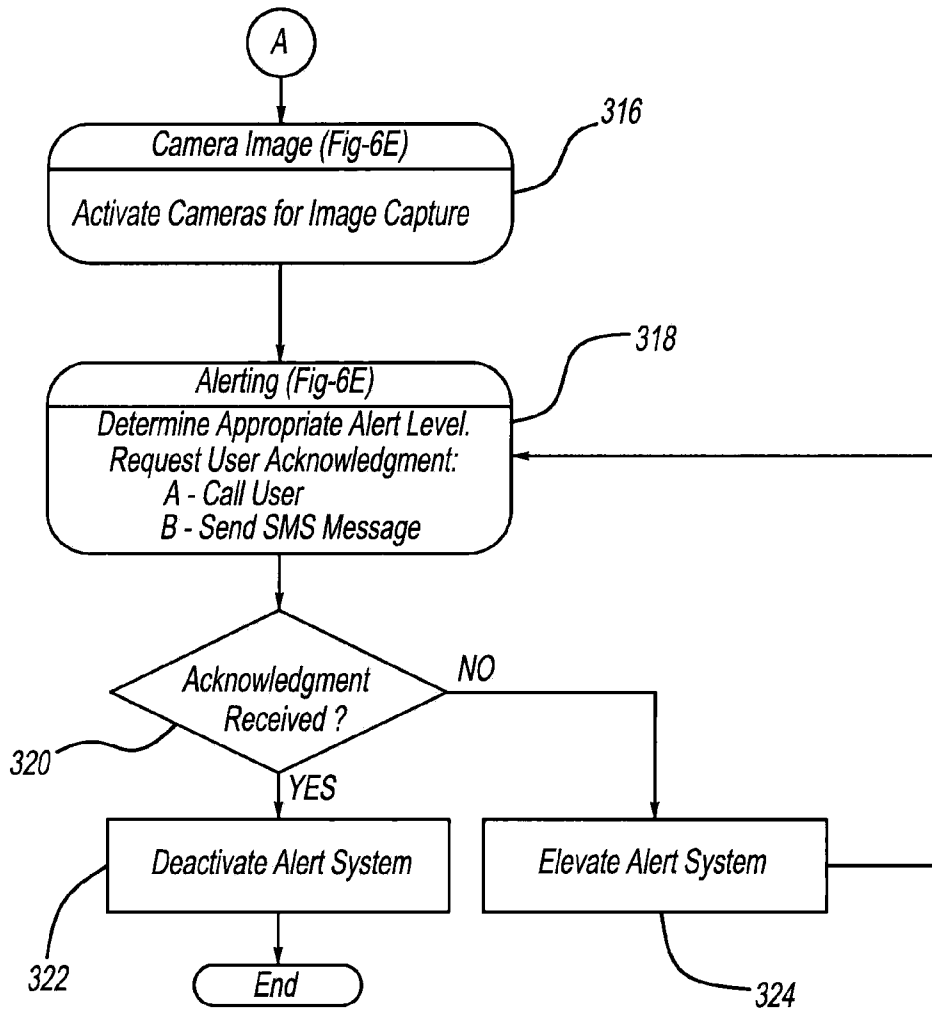 A
316
Camera Image (Fig-6E)
Activate Cameras for Image Capture
318
Alerting (Fig-6E)
Determine Appropriate Alert Level.
Request User Acknowledgment:
A - Call User
B - Send SMS Message
Acknowledgment
Received ?
NO
320
YES
Deactivate Alert System
Elevate Alert System
322
End
324